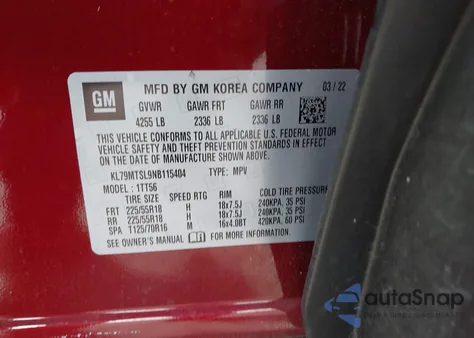 GM
MFD BY GM KOREA COMPANY 03/22
GVWR GAWR FRT GAWR RR
4255 LB 2336 LB 2336 LB
THIS VEHICLE CONFORMS TO ALL APPLICABLE U.S. FEDERAL MOTOR
VEHICLE SAFETY AND THEFT PREVENTION STANDARDS IN EFFECT
ON THE DATE OF MANUFACTURE SHOWN ABOVE.
KL79MTSL9NB115404 TYPE: MPV
MODEL: 1TT56
TIRE SIZE SPEED RTG RIM COLD TIRE PRESSURE
FRT 225/55R18 H 18x7.5J 240KPA, 35 PSI
RR 225/55R18 H 18x7.5J 240KPA, 35 PSI
SPA T125/70R16 M 16x4.0BT 420KPA, 60 PSI
SEE OWNER'S MANUAL FOR MORE INFORMATION.
autoSnap